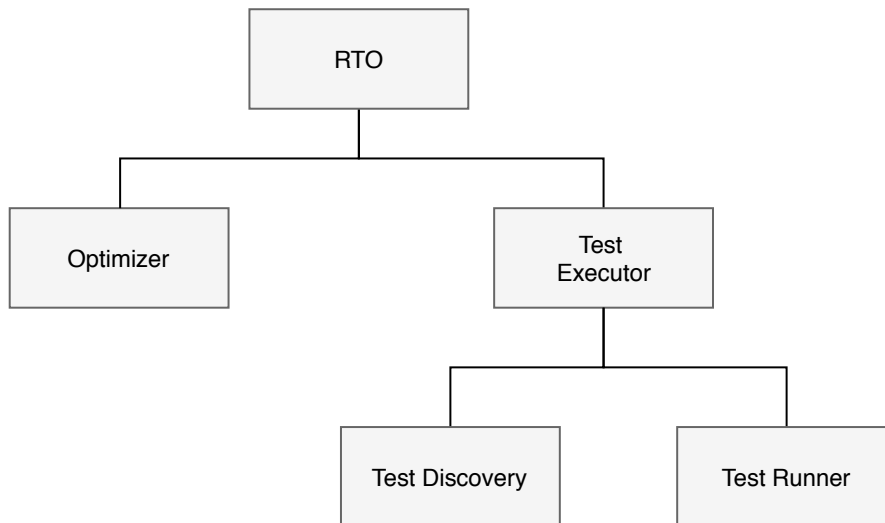 RTO
Optimizer
Test
Executor
Test Discovery
Test Runner